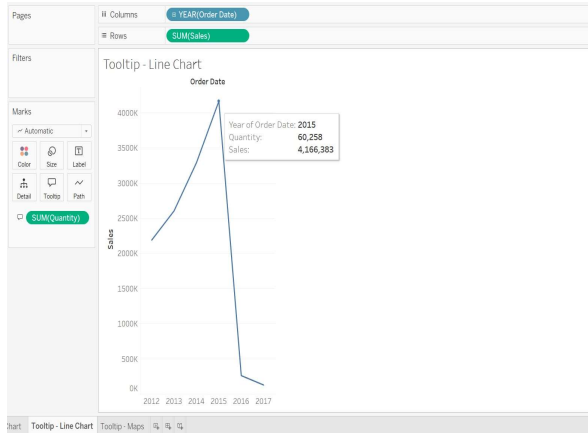 Pages
iii Columns
⊞ YEAR(Order Date)
≡ Rows
SUM(Sales)
Filters
Marks
Automatic
Color Size Label
Detail Tooltip Path
SUM(Quantity)
Tooltip - Line Chart
Order Date
Sales
4000K
3500K
3000K
2500K
2000K
1500K
1000K
500K
0K
2012 2013 2014 2015 2016 2017
Year of Order Date: 2015
Quantity: 60,258
Sales: 4,166,383
Chart Tooltip - Line Chart Tooltip - Maps